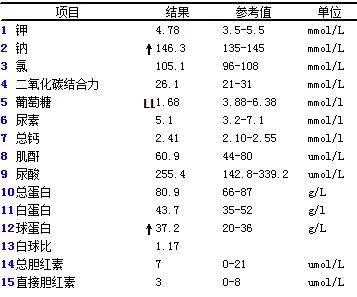 项目 结果 参考值 单位
1 钾 4.78 3.5-5.5 mmol/L
2 钠 ↑146.3 135-145 mmol/L
3 氯 105.1 96-108 mmol/L
4 二氧化碳结合力 26.1 21-31 mmol/L
5 葡萄糖 LL1.68 3.88-6.38 mmol/l
6 尿素 5.1 3.2-7.1 mmol/l
7 总钙 2.41 2.10-2.55 mmol/l
8 肌酐 60.9 44-80 umol/L
9 尿酸 255.4 142.8-339.2 umol/L
10 总蛋白 80.9 66-87 g/L
11 白蛋白 43.7 35-52 g/l
12 球蛋白 ↑37.2 20-36 g/L
13 白球比 1.17
14 总胆红素 7 0-21 umol/L
15 直接胆红素 3 0-8 umol/L